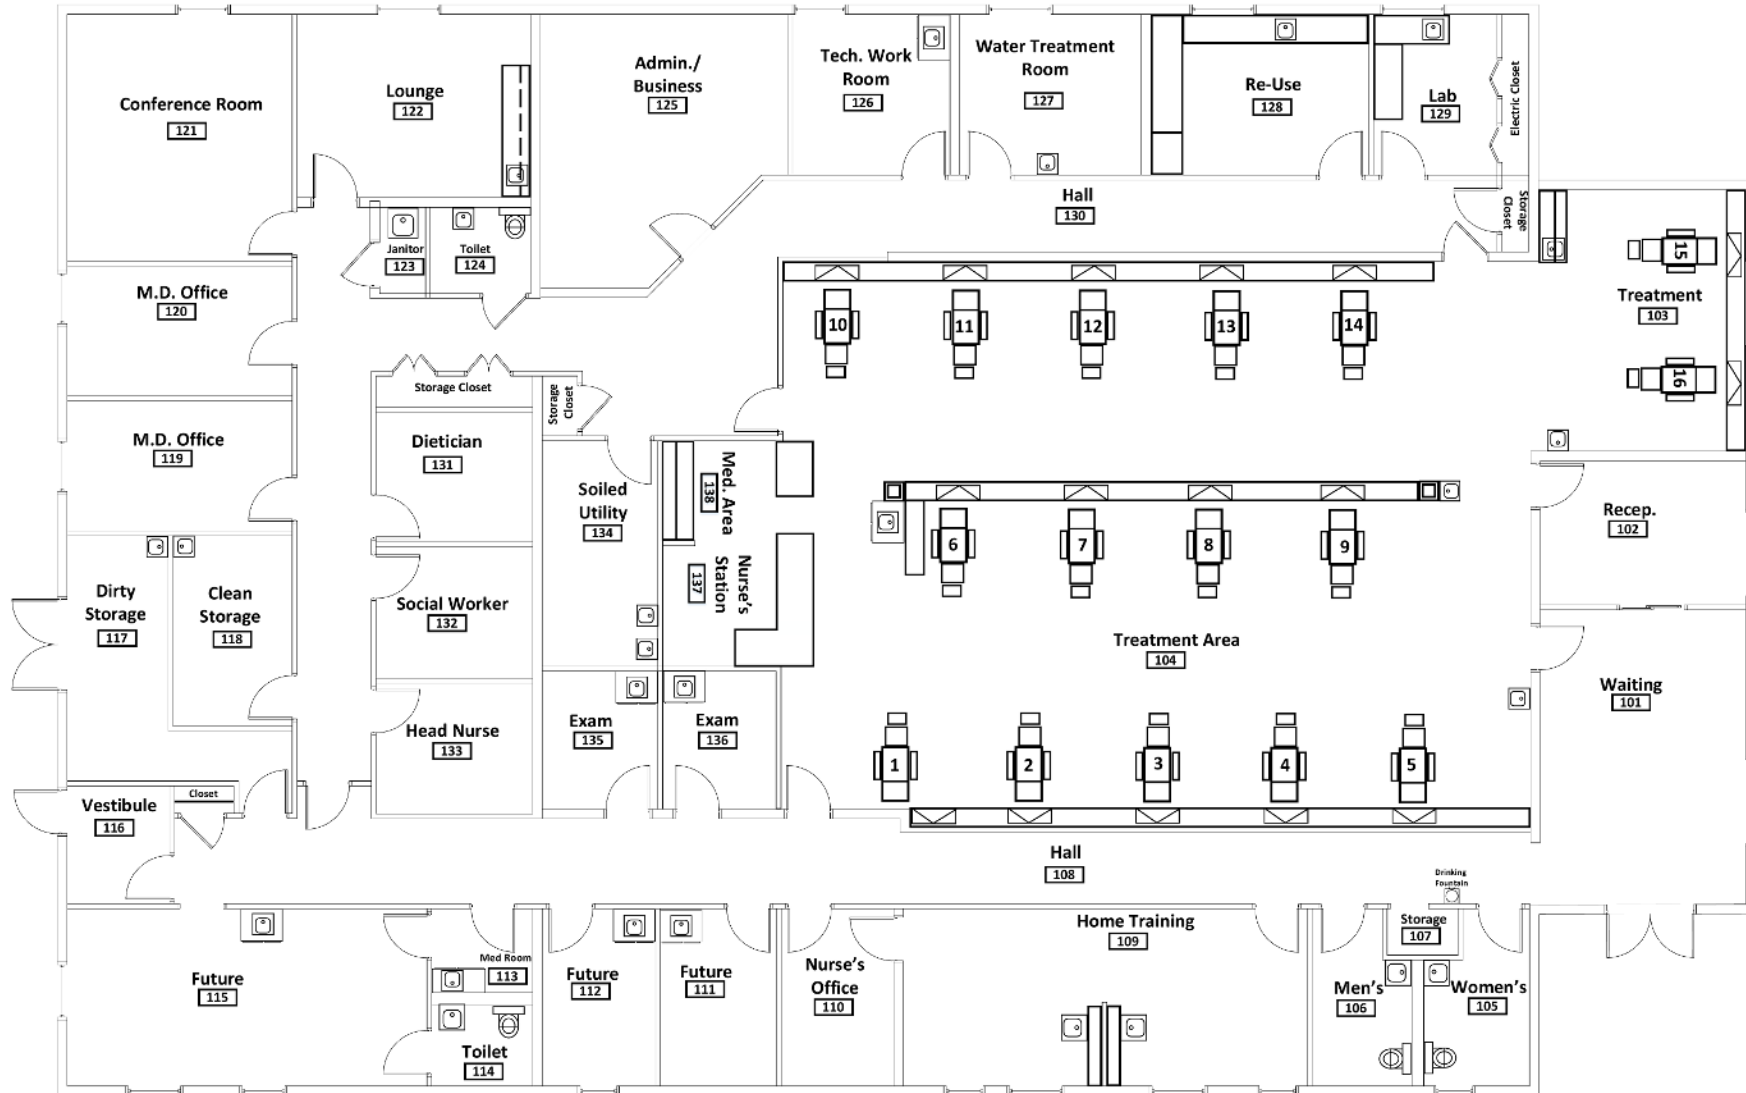 Conference Room
121
Lounge
122
Admin./
Business
125
Tech. Work
Room
126
Water Treatment
Room
127
Re-Use
128
Lab
129
Electric Closet
Storage
Closet
Hall
130
Janitor
123
Toilet
124
M.D. Office
120
M.D. Office
119
Storage Closet
Storage
Closet
Dietician
131
Social Worker
132
Head Nurse
133
Soiled
Utility
134
Med. Area
138
Nurse's
Station
137
Exam
135
Exam
136
10
11
12
13
14
15
16
Treatment
103
6
7
8
9
Treatment Area
104
1
2
3
4
5
Recep.
102
Waiting
101
Dirty
Storage
117
Clean
Storage
118
Vestibule
116
Closet
Hall
108
Drinking
Fountain
Future
115
Med Room
113
Toilet
114
Future
112
Future
111
Nurse's
Office
110
Home Training
109
Storage
107
Men's
106
Women's
105